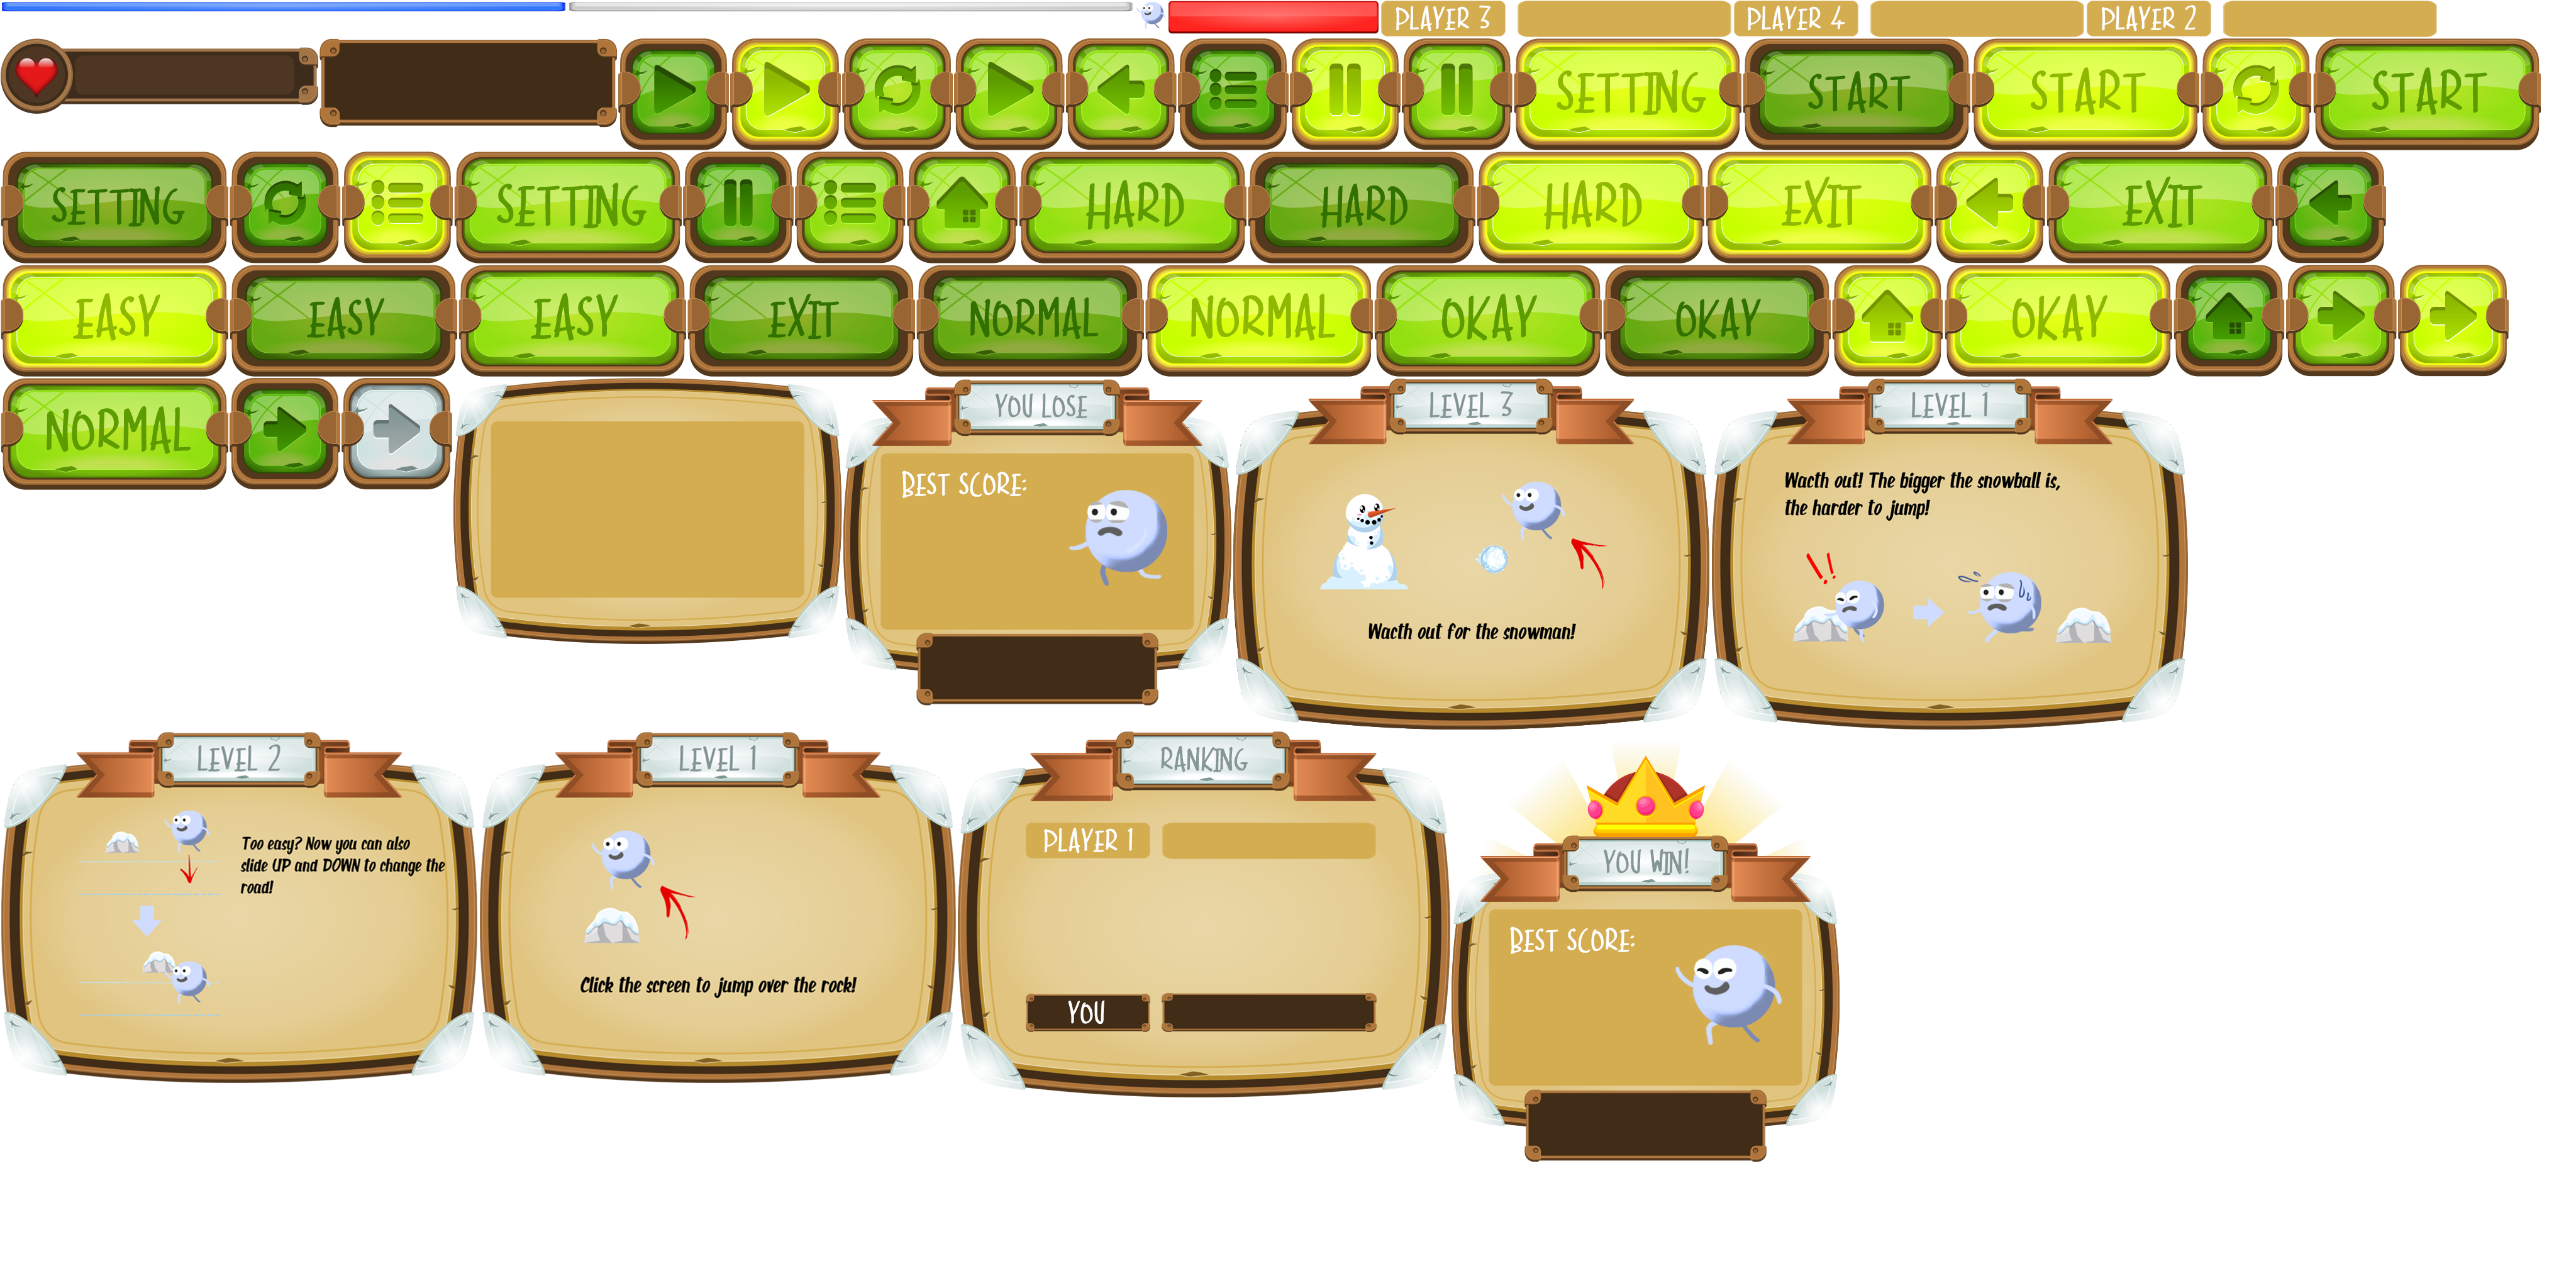 PLAYER 3
PLAYER 4
PLAYER 2
SETTING
START
START
START
SETTING
SETTING
HARD
HARD
HARD
EXIT
EXIT
EASY
EASY
EASY
EXIT
NORMAL
NORMAL
OKAY
OKAY
OKAY
NORMAL
YOU LOSE
BEST SCORE:
LEVEL 3
Wacth out for the snowman!
LEVEL 1
Wacth out! The bigger the snowball is,
the harder to jump!
!!
LEVEL 2
Too easy? Now you can also
slide UP and DOWN to change the
road!
LEVEL 1
Click the screen to jump over the rock!
RANKING
PLAYER 1
YOU
YOU WIN!
BEST SCORE: